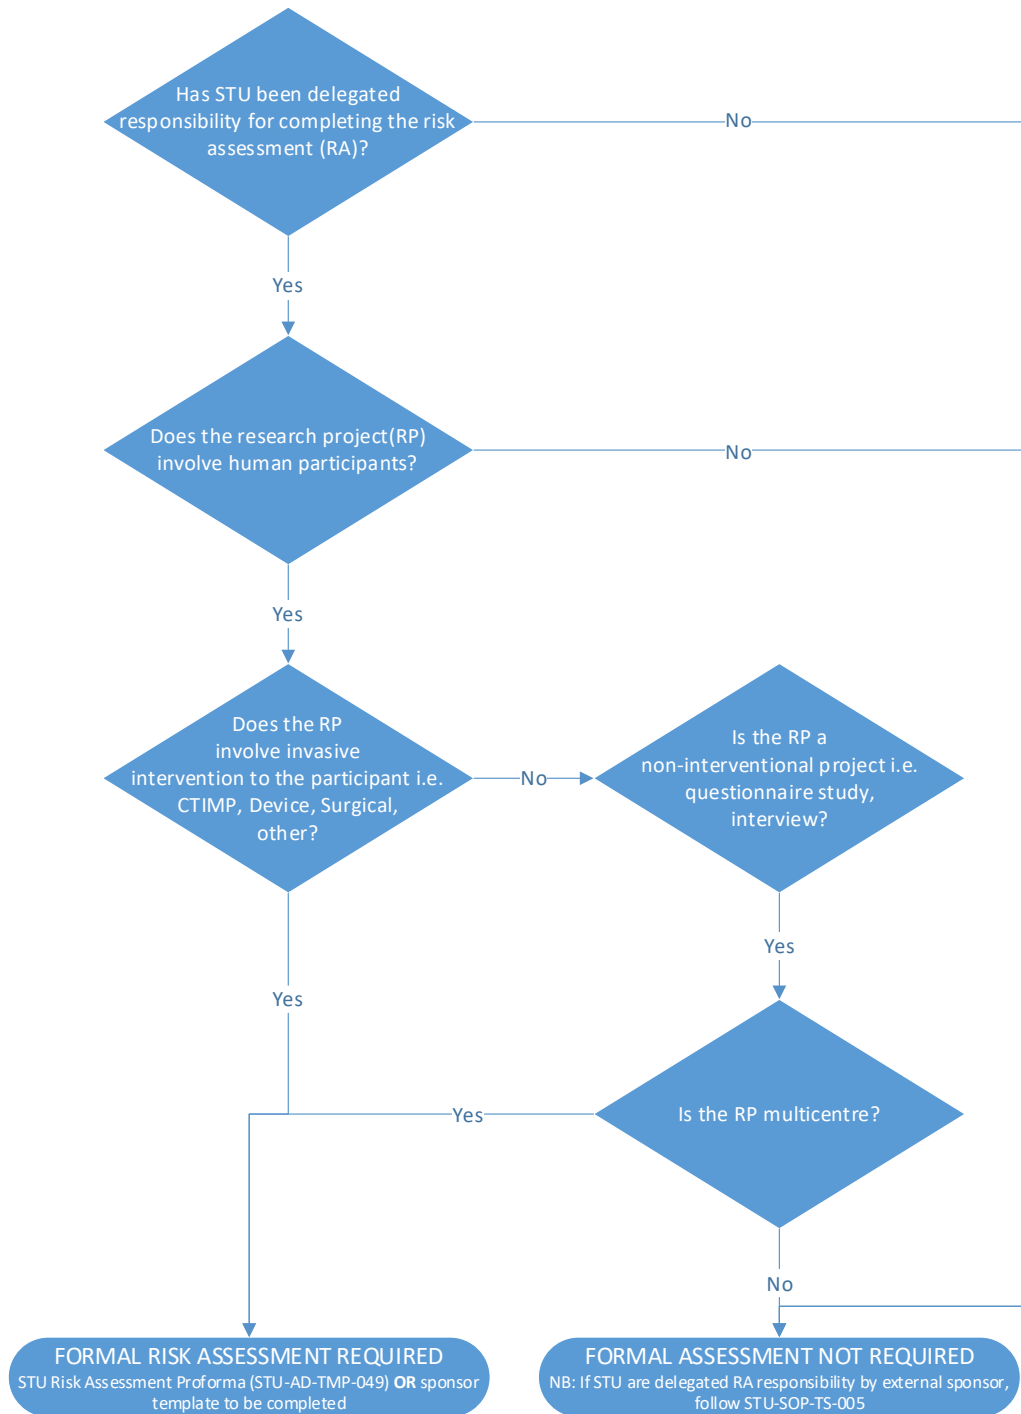 Has STU been delegated
responsibility for completing the risk
assessment (RA)?
No
Yes
Does the research project(RP)
involve human participants?
No
Yes
Does the RP
involve invasive
intervention to the participant i.e.
CTIMP, Device, Surgical,
other?
No
Is the RP a
non-interventional project i.e.
questionnaire study,
interview?
Yes
Yes
Is the RP multicentre?
Yes
No
FORMAL RISK ASSESSMENT REQUIRED
STU Risk Assessment Proforma (STU-AD-TMP-049) OR sponsor
template to be completed
FORMAL ASSESSMENT NOT REQUIRED
NB: If STU are delegated RA responsibility by external sponsor,
follow STU-SOP-TS-005